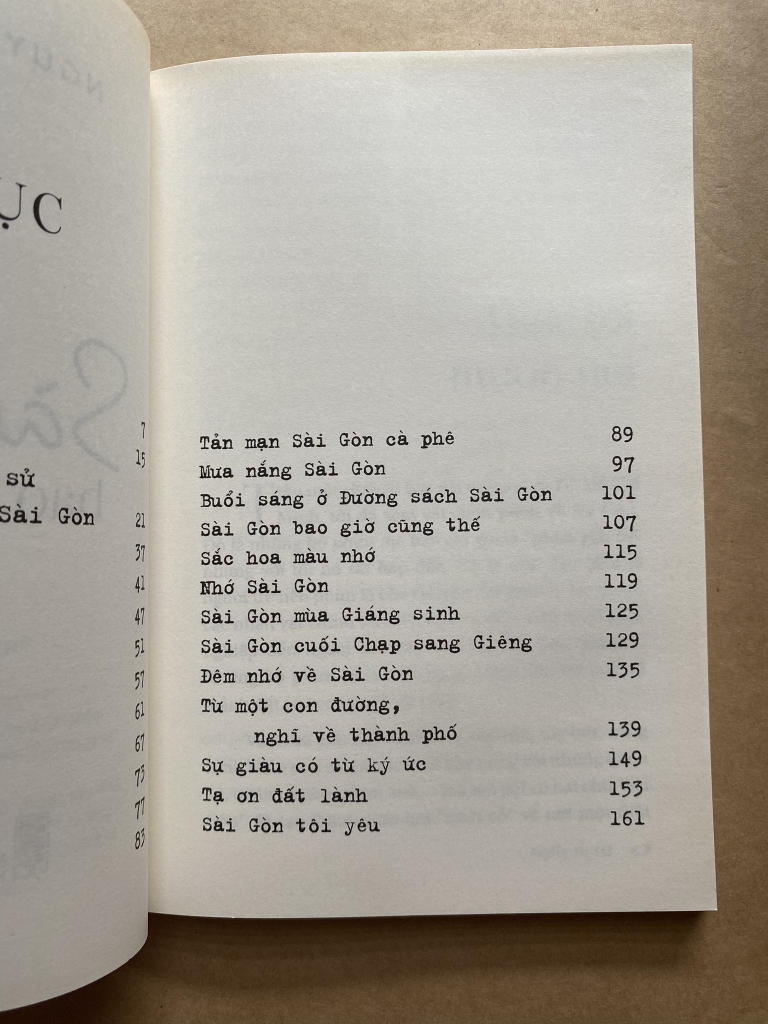 ỤC
7
15
sử
Sài Gòn 21
37
41
47
51
57
61
67
73
77
83
Tản mạn Sài Gòn cà phê 89
Mưa nắng Sài Gòn 97
Buổi sáng ở Đường sách Sài Gòn 101
Sài Gòn bao giờ cũng thế 107
Sắc hoa màu nhớ 115
Nhớ Sài Gòn 119
Sài Gòn mùa Giáng sinh 125
Sài Gòn cuối Chạp sang Giêng 129
Đêm nhớ về Sài Gòn 135
Từ một con đường,
nghĩ về thành phố 139
Sự giàu có từ ký ức 149
Tạ ơn đất lành 153
Sài Gòn tôi yêu 161